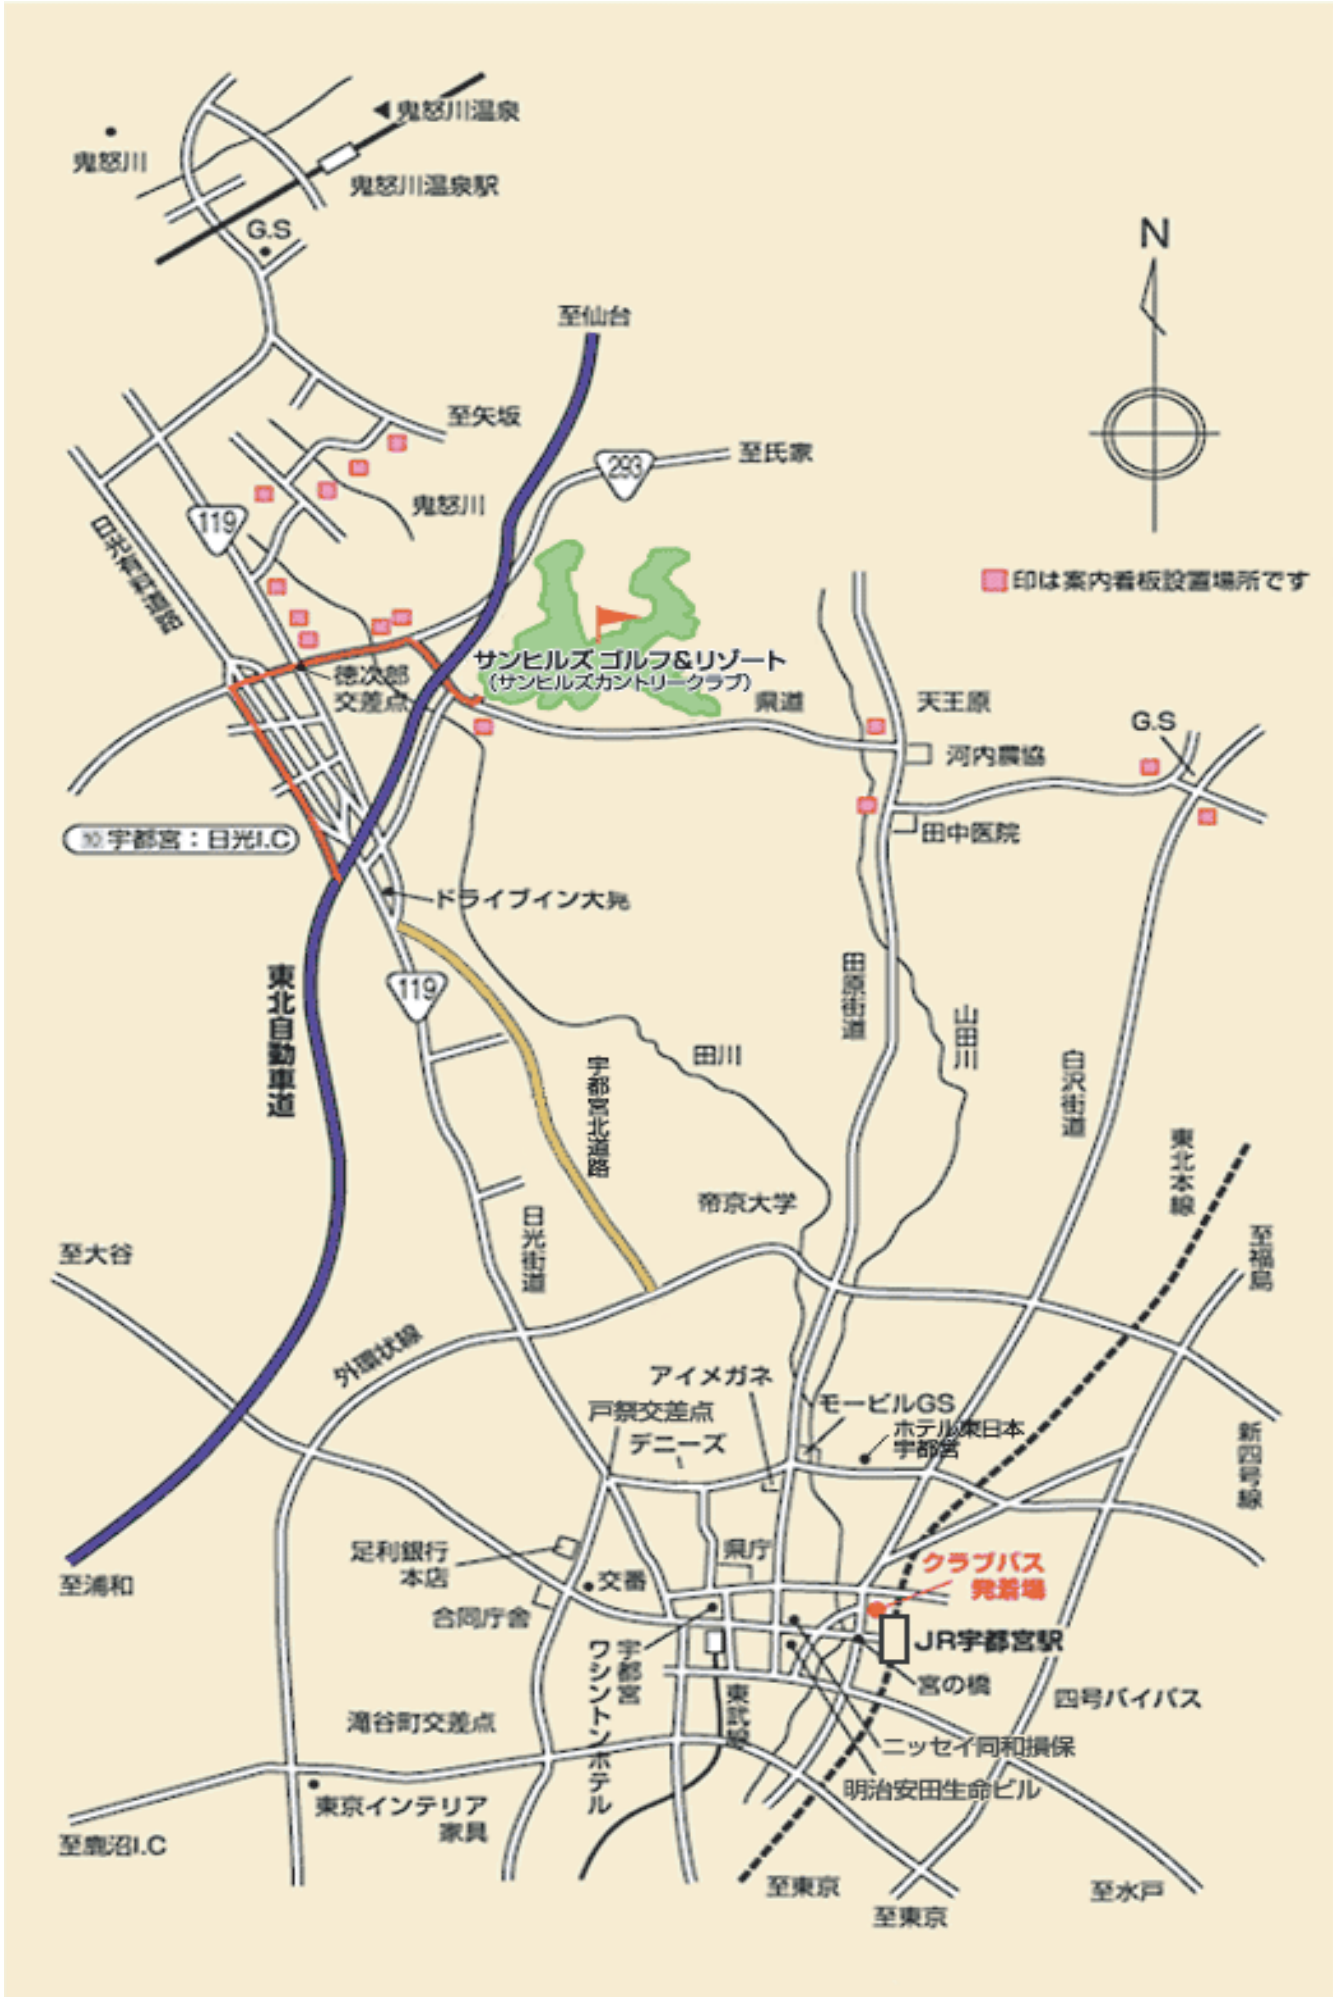 鬼怒川温泉
鬼怒川
鬼怒川温泉駅
G.S
N
至仙台
至矢坂
293
至氏家
鬼怒川
119
日光有料道路
印は案内看板設置場所です
サンヒルズ ゴルフ&リゾート
(サンヒルズカントリークラブ)
徳次郎
交差点
県道
天王原
G.S
河内農協
10 宇都宮:日光I.C
田中医院
ドライブイン大晃
東北自動車道
119
田原街道
山田川
田川
白沢街道
宇都宮北道路
東北本線
帝京大学
日光街道
至大谷
至福島
外環状線
アイメガネ
戸祭交差点
モービルGS
デニーズ
ホテル東日本
宇都宮
新四号線
足利銀行
本店
県庁
クラブバス
発着場
至浦和
交番
合同庁舎
JR宇都宮駅
宇都宮
ワシントンホテル
宮の橋
東武線
四号バイパス
滝谷町交差点
ニッセイ同和損保
明治安田生命ビル
東京インテリア
家具
至鹿沼I.C
至東京
至水戸
至東京